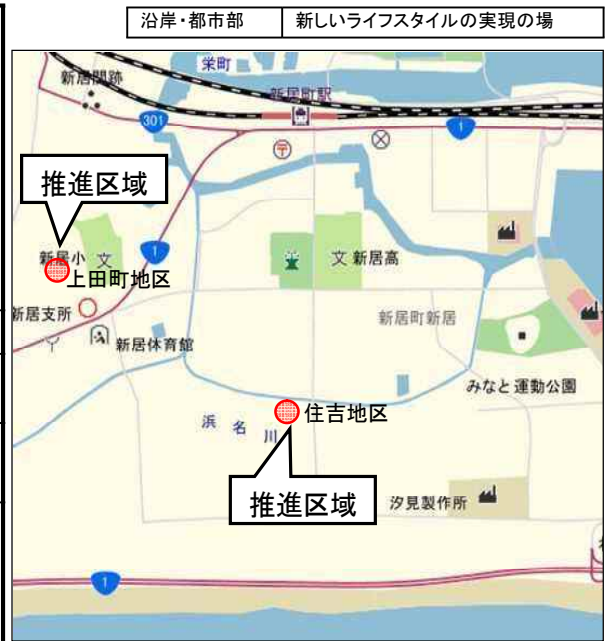 沿岸・都市部 新しいライフスタイルの実現の場
栄町
新居関跡
新居町駅
301
1
推進区域
1
新居小
文
文 新居高
上田町地区
新居支所
新居町新居
新居体育館
みなと運動公園
住吉地区
浜名川
推進区域
汐見製作所
1